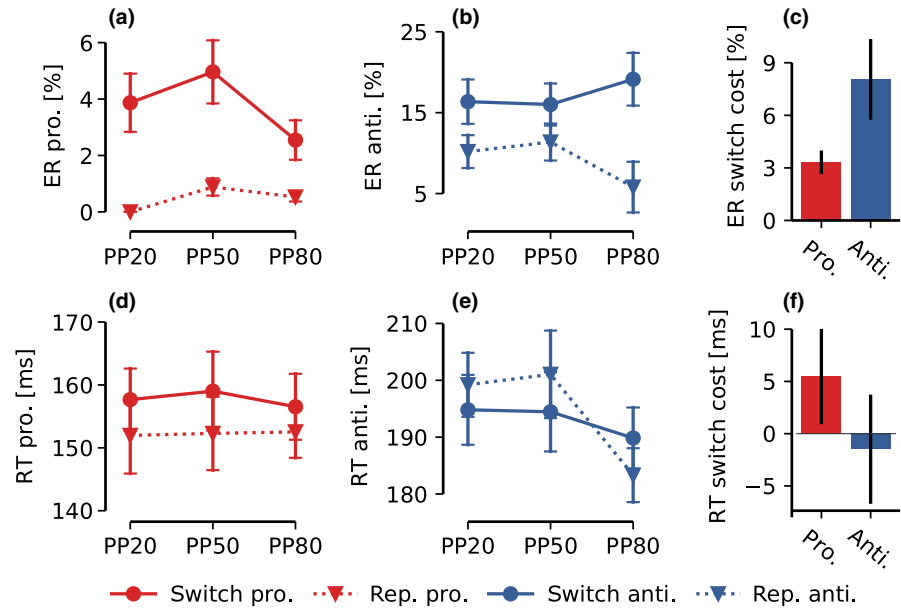 (a)
ER pro. [%]
6
4
2
0
PP20 PP50 PP80
(b)
ER anti. [%]
25
15
5
PP20 PP50 PP80
(c)
ER switch cost [%]
9
6
3
0
Pro. Anti.
(d)
RT pro. [ms]
170
160
150
140
PP20 PP50 PP80
(e)
RT anti. [ms]
210
200
190
180
PP20 PP50 PP80
(f)
RT switch cost [ms]
10
5
0
−5
Pro. Anti.
Switch pro. Rep. pro. Switch anti. Rep. anti.